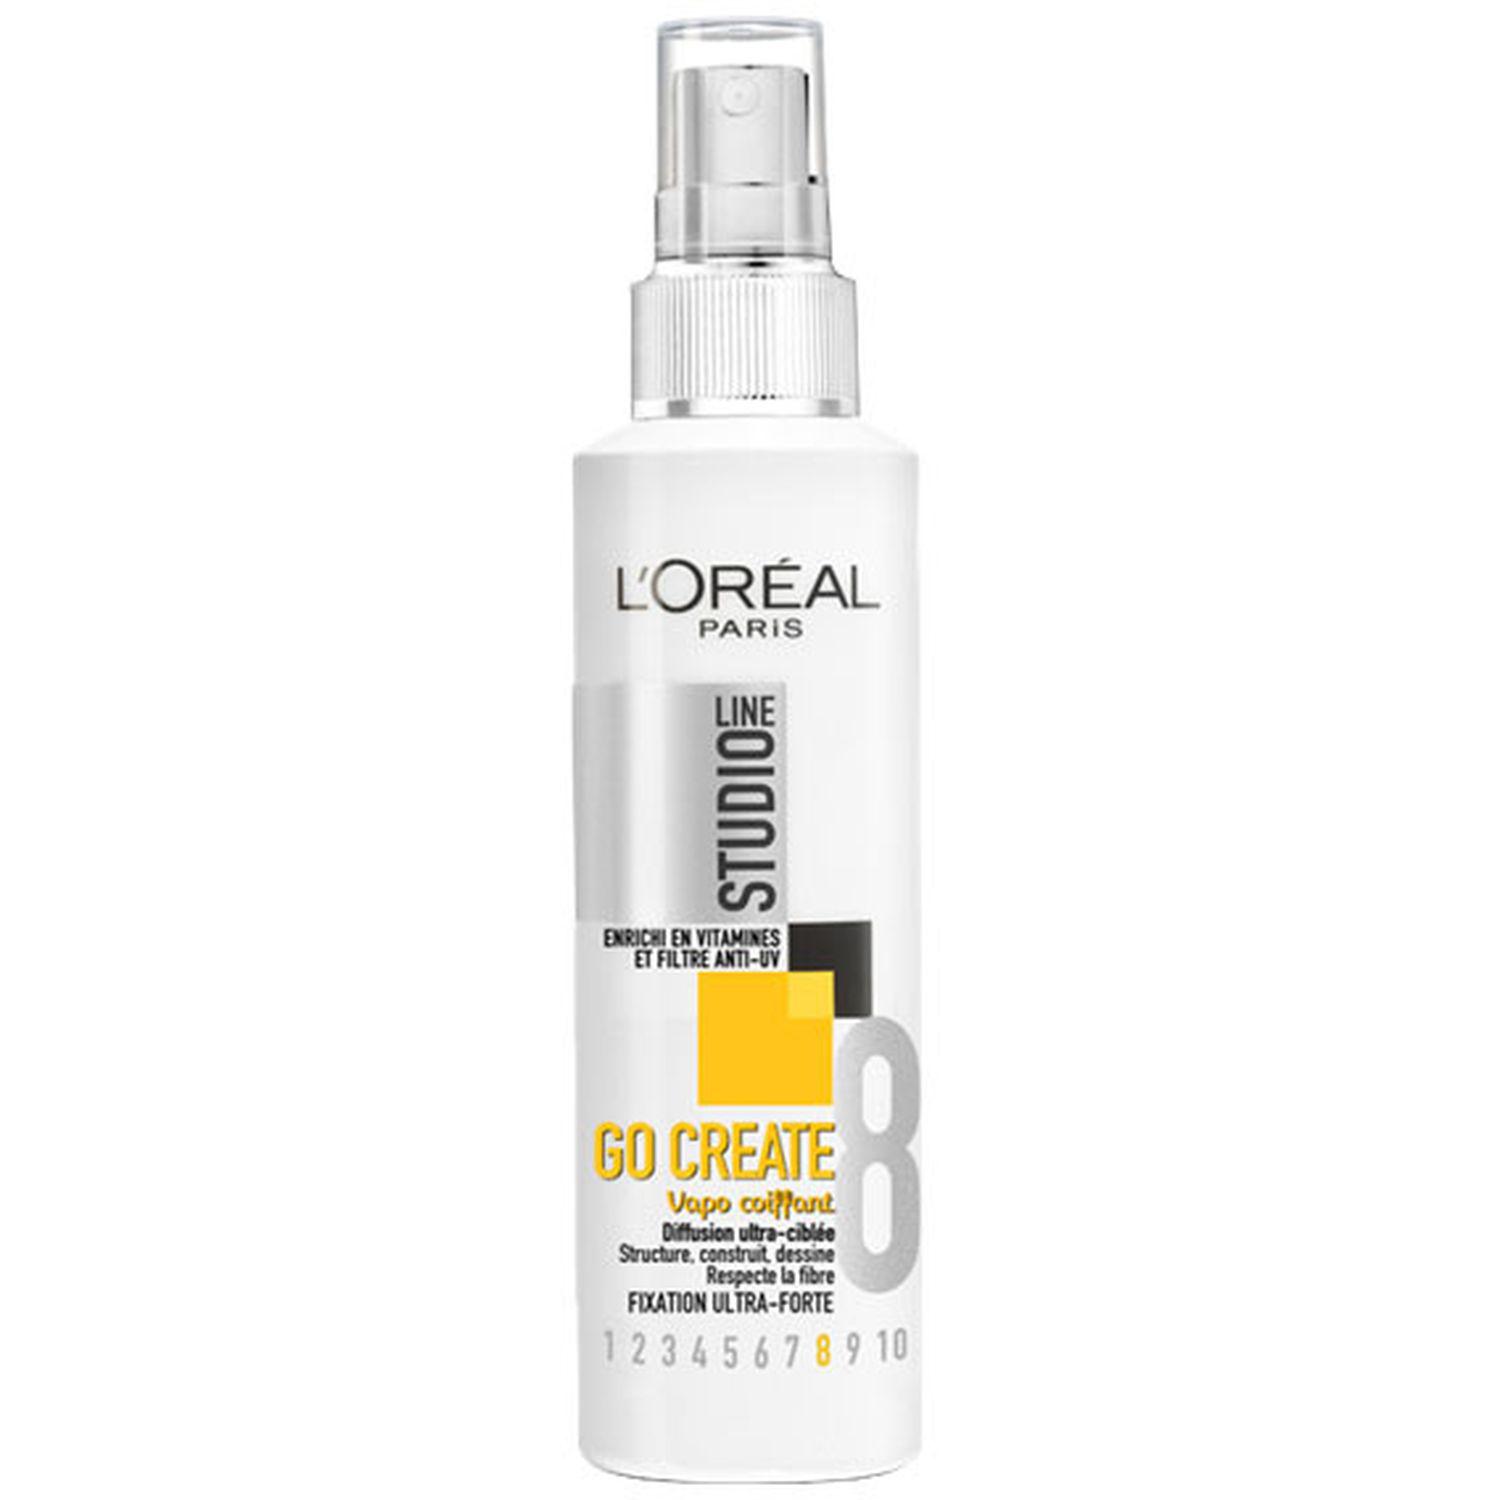 L'ORÉAL
PARiS
STUDIO LINE
ENRICHI EN VITAMINES
ET FILTRE ANTI-UV
8
GO CREATE
Vapo coiffant
Diffusion ultra-ciblée
Structure, construit, dessine
Respecte la fibre
FIXATION ULTRA-FORTE
1 2 3 4 5 6 7 8 9 10